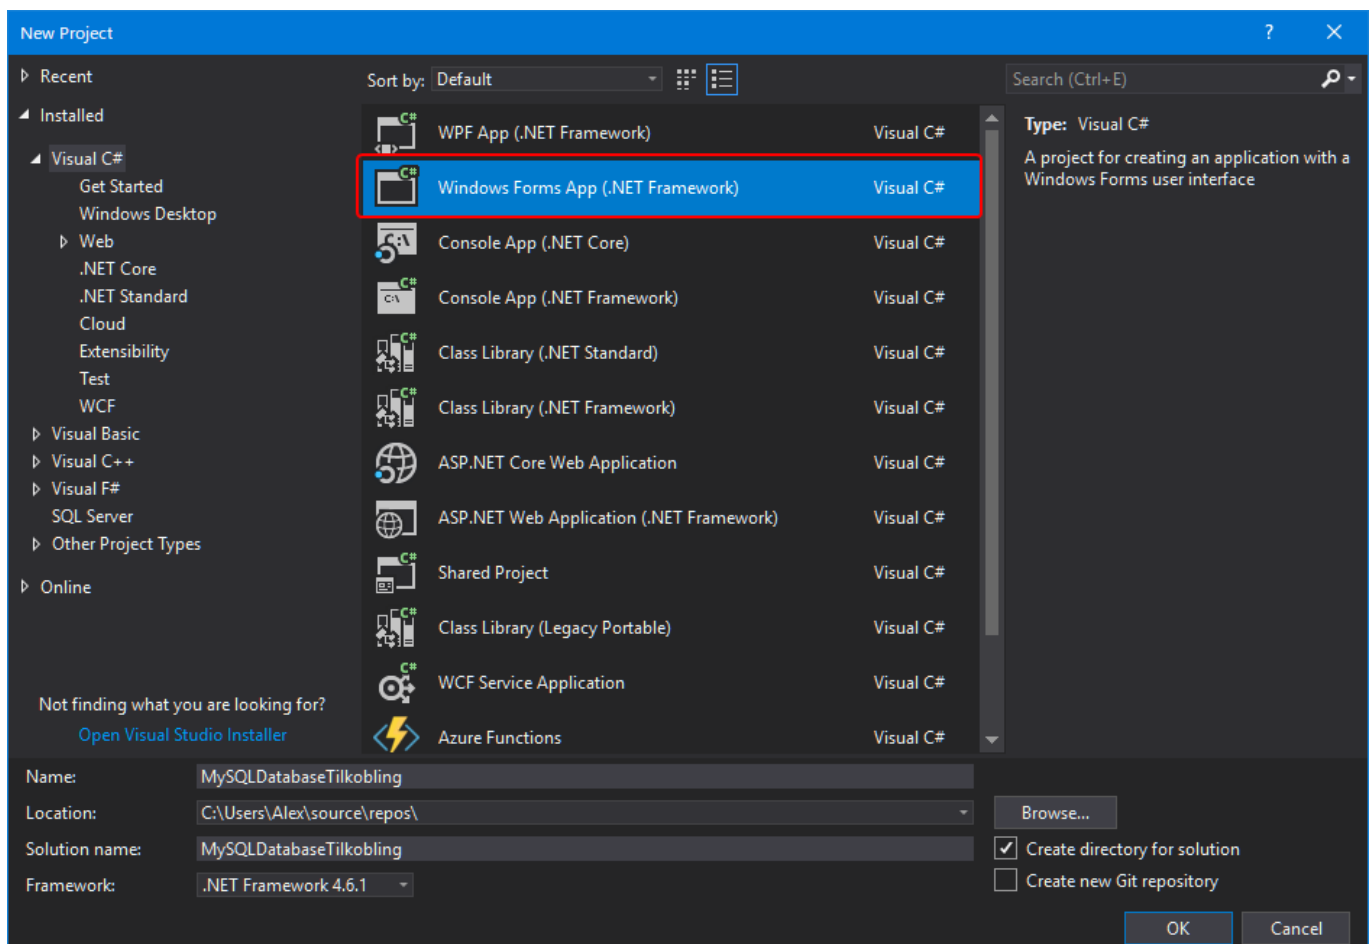 New Project
?
Recent
Installed
Visual C#
Get Started
Windows Desktop
Web
.NET Core
.NET Standard
Cloud
Extensibility
Test
WCF
Visual Basic
Visual C++
Visual F#
SQL Server
Other Project Types
Online
Not finding what you are looking for?
Open Visual Studio Installer
Sort by: Default
C# WPF App (.NET Framework) Visual C#
C# Windows Forms App (.NET Framework) Visual C#
C:\ Console App (.NET Core) Visual C#
C# C:\ Console App (.NET Framework) Visual C#
C# Class Library (.NET Standard) Visual C#
C# Class Library (.NET Framework) Visual C#
ASP.NET Core Web Application Visual C#
ASP.NET Web Application (.NET Framework) Visual C#
C# Shared Project Visual C#
C# Class Library (Legacy Portable) Visual C#
C# WCF Service Application Visual C#
Azure Functions Visual C#
Search (Ctrl+E)
Type: Visual C#
A project for creating an application with a
Windows Forms user interface
Name: MySQLDatabaseTilkobling
Location: C:\Users\Alex\source\repos\
Solution name: MySQLDatabaseTilkobling
Framework: .NET Framework 4.6.1
Browse...
Create directory for solution
Create new Git repository
OK Cancel